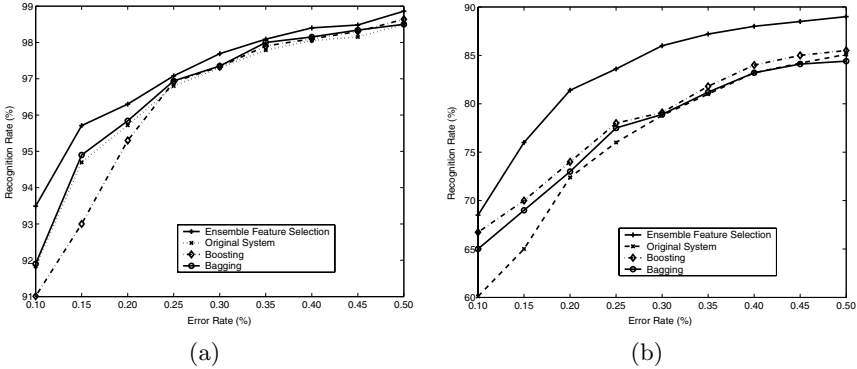 99
98
97
96
95
94
93
92
91
0.10 0.15 0.20 0.25 0.30 0.35 0.40 0.45 0.50
Error Rate (%)
Recognition Rate (%)
Ensemble Feature Selection
Original System
Boosting
Bagging
(a)
90
85
80
75
70
65
60
0.10 0.15 0.20 0.25 0.30 0.35 0.40 0.45 0.50
Error Rate (%)
Recognition Rate (%)
Ensemble Feature Selection
Original System
Boosting
Bagging
(b)